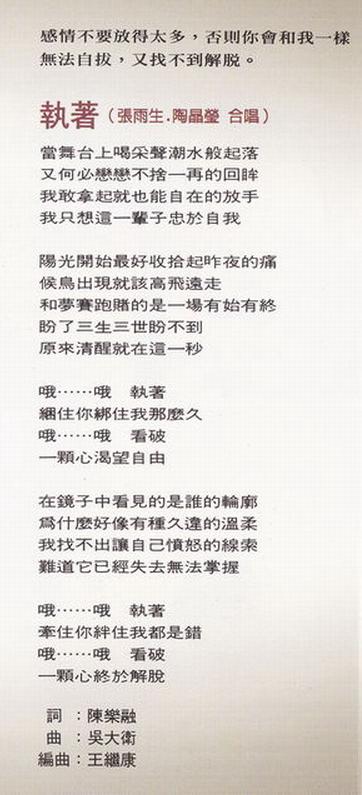 感情不要放得太多，否則你會和我一樣
無法自拔，又找不到解脫。
執著（張雨生.陶晶瑩 合唱）
當舞台上喝采聲潮水般起落
又何必戀戀不捨一再的回眸
我敢拿起就也能自在的放手
我只想這一輩子忠於自我
陽光開始最好收拾起昨夜的痛
候鳥出現就該高飛遠走
和夢賽跑賭的是一場有始有終
盼了三生三世盼不到
原來清醒就在這一秒
哦……哦　執著
綑住你綁住我那麼久
哦……哦　看破
一顆心渴望自由
在鏡子中看見的是誰的輪廓
爲什麼好像有種久違的溫柔
我找不出讓自己憤怒的線索
難道它已經失去無法掌握
哦……哦　執著
牽住你絆住我都是錯
哦……哦　看破
一顆心終於解脫
詞：陳樂融
曲：吳大衛
編曲：王繼康